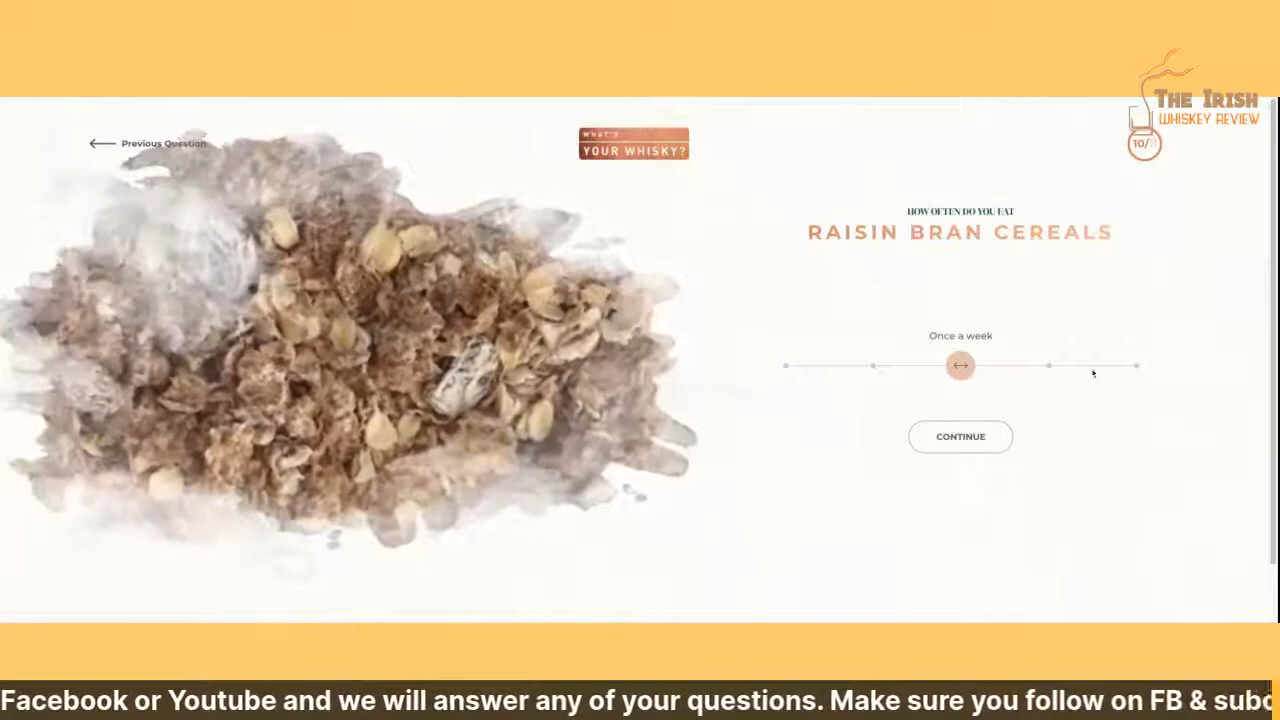 THE IRISH
WHISKEY REVIEW
Previous Question
WHAT'S
YOUR WHISKY?
10/11
HOW OFTEN DO YOU EAT
RAISIN BRAN CEREALS
Once a week
CONTINUE
Facebook or Youtube and we will answer any of your questions. Make sure you follow on FB & subc